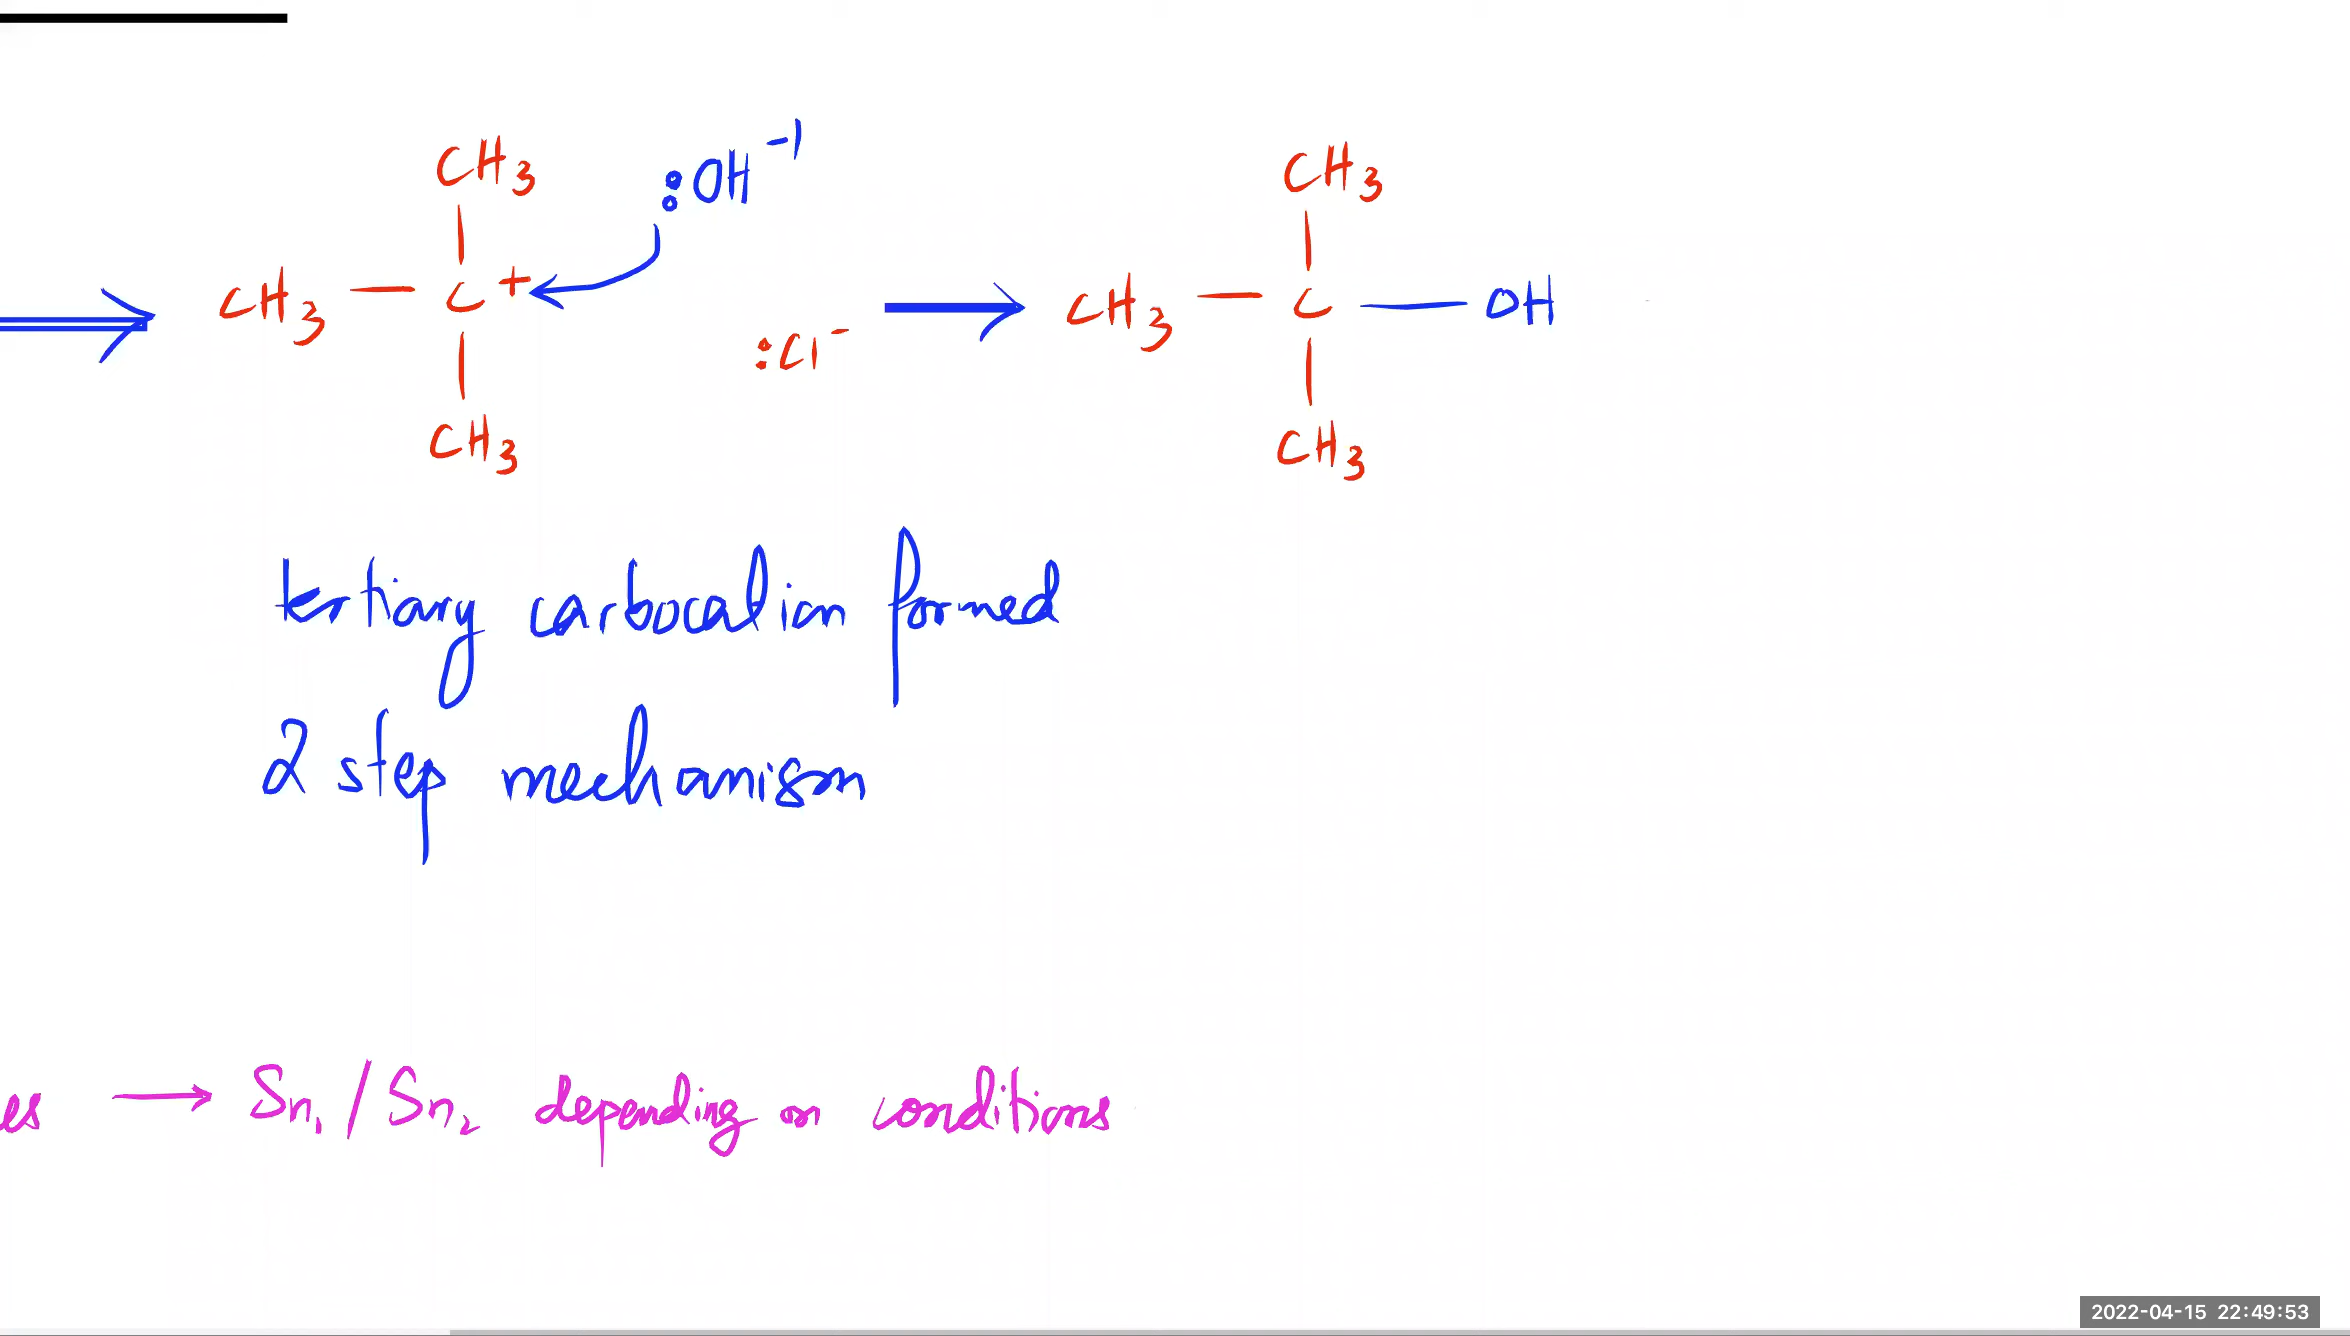 CH3 :OH -1 CH3
CH3 — C + CH3 — C — OH
:Cl -
CH3 CH3
tertiary carbocation formed
2 step mechanism
es → Sn1 / Sn2 depending on conditions
2022-04-15 22:49:53